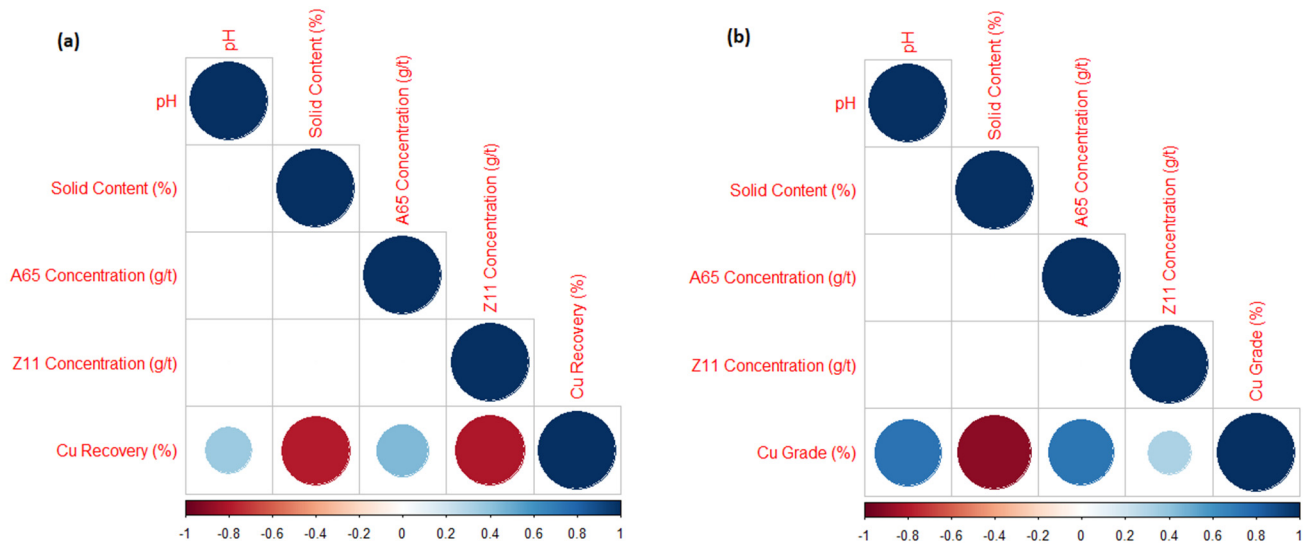 (a)
pH
Solid Content (%)
A65 Concentration (g/t)
Z11 Concentration (g/t)
Cu Recovery (%)
pH
Solid Content (%)
A65 Concentration (g/t)
Z11 Concentration (g/t)
Cu Recovery (%)
-1 -0.8 -0.6 -0.4 -0.2 0 0.2 0.4 0.6 0.8 1
(b)
pH
Solid Content (%)
A65 Concentration (g/t)
Z11 Concentration (g/t)
Cu Grade (%)
pH
Solid Content (%)
A65 Concentration (g/t)
Z11 Concentration (g/t)
Cu Grade (%)
-1 -0.8 -0.6 -0.4 -0.2 0 0.2 0.4 0.6 0.8 1